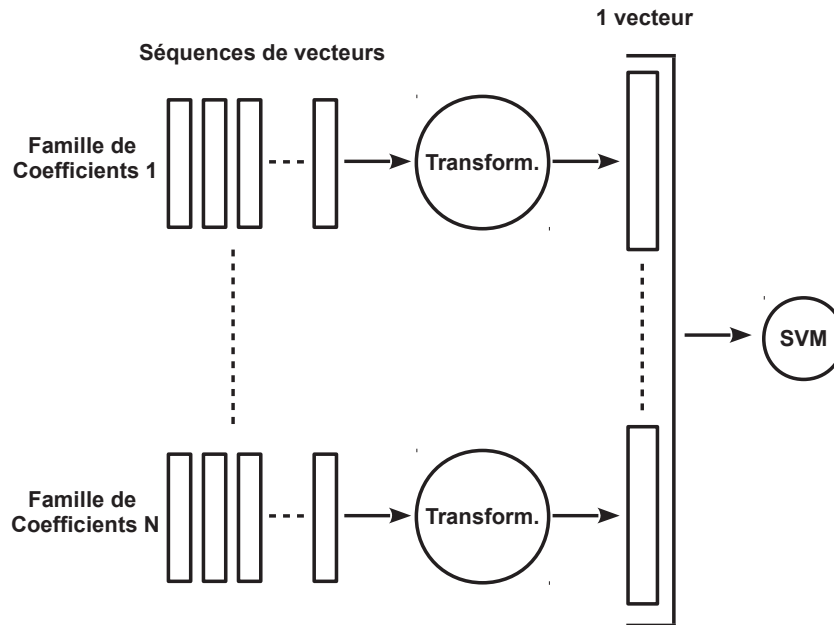 1 vecteur
Séquences de vecteurs
Famille de
Coefficients 1
Transform.
SVM
Famille de
Coefficients N
Transform.